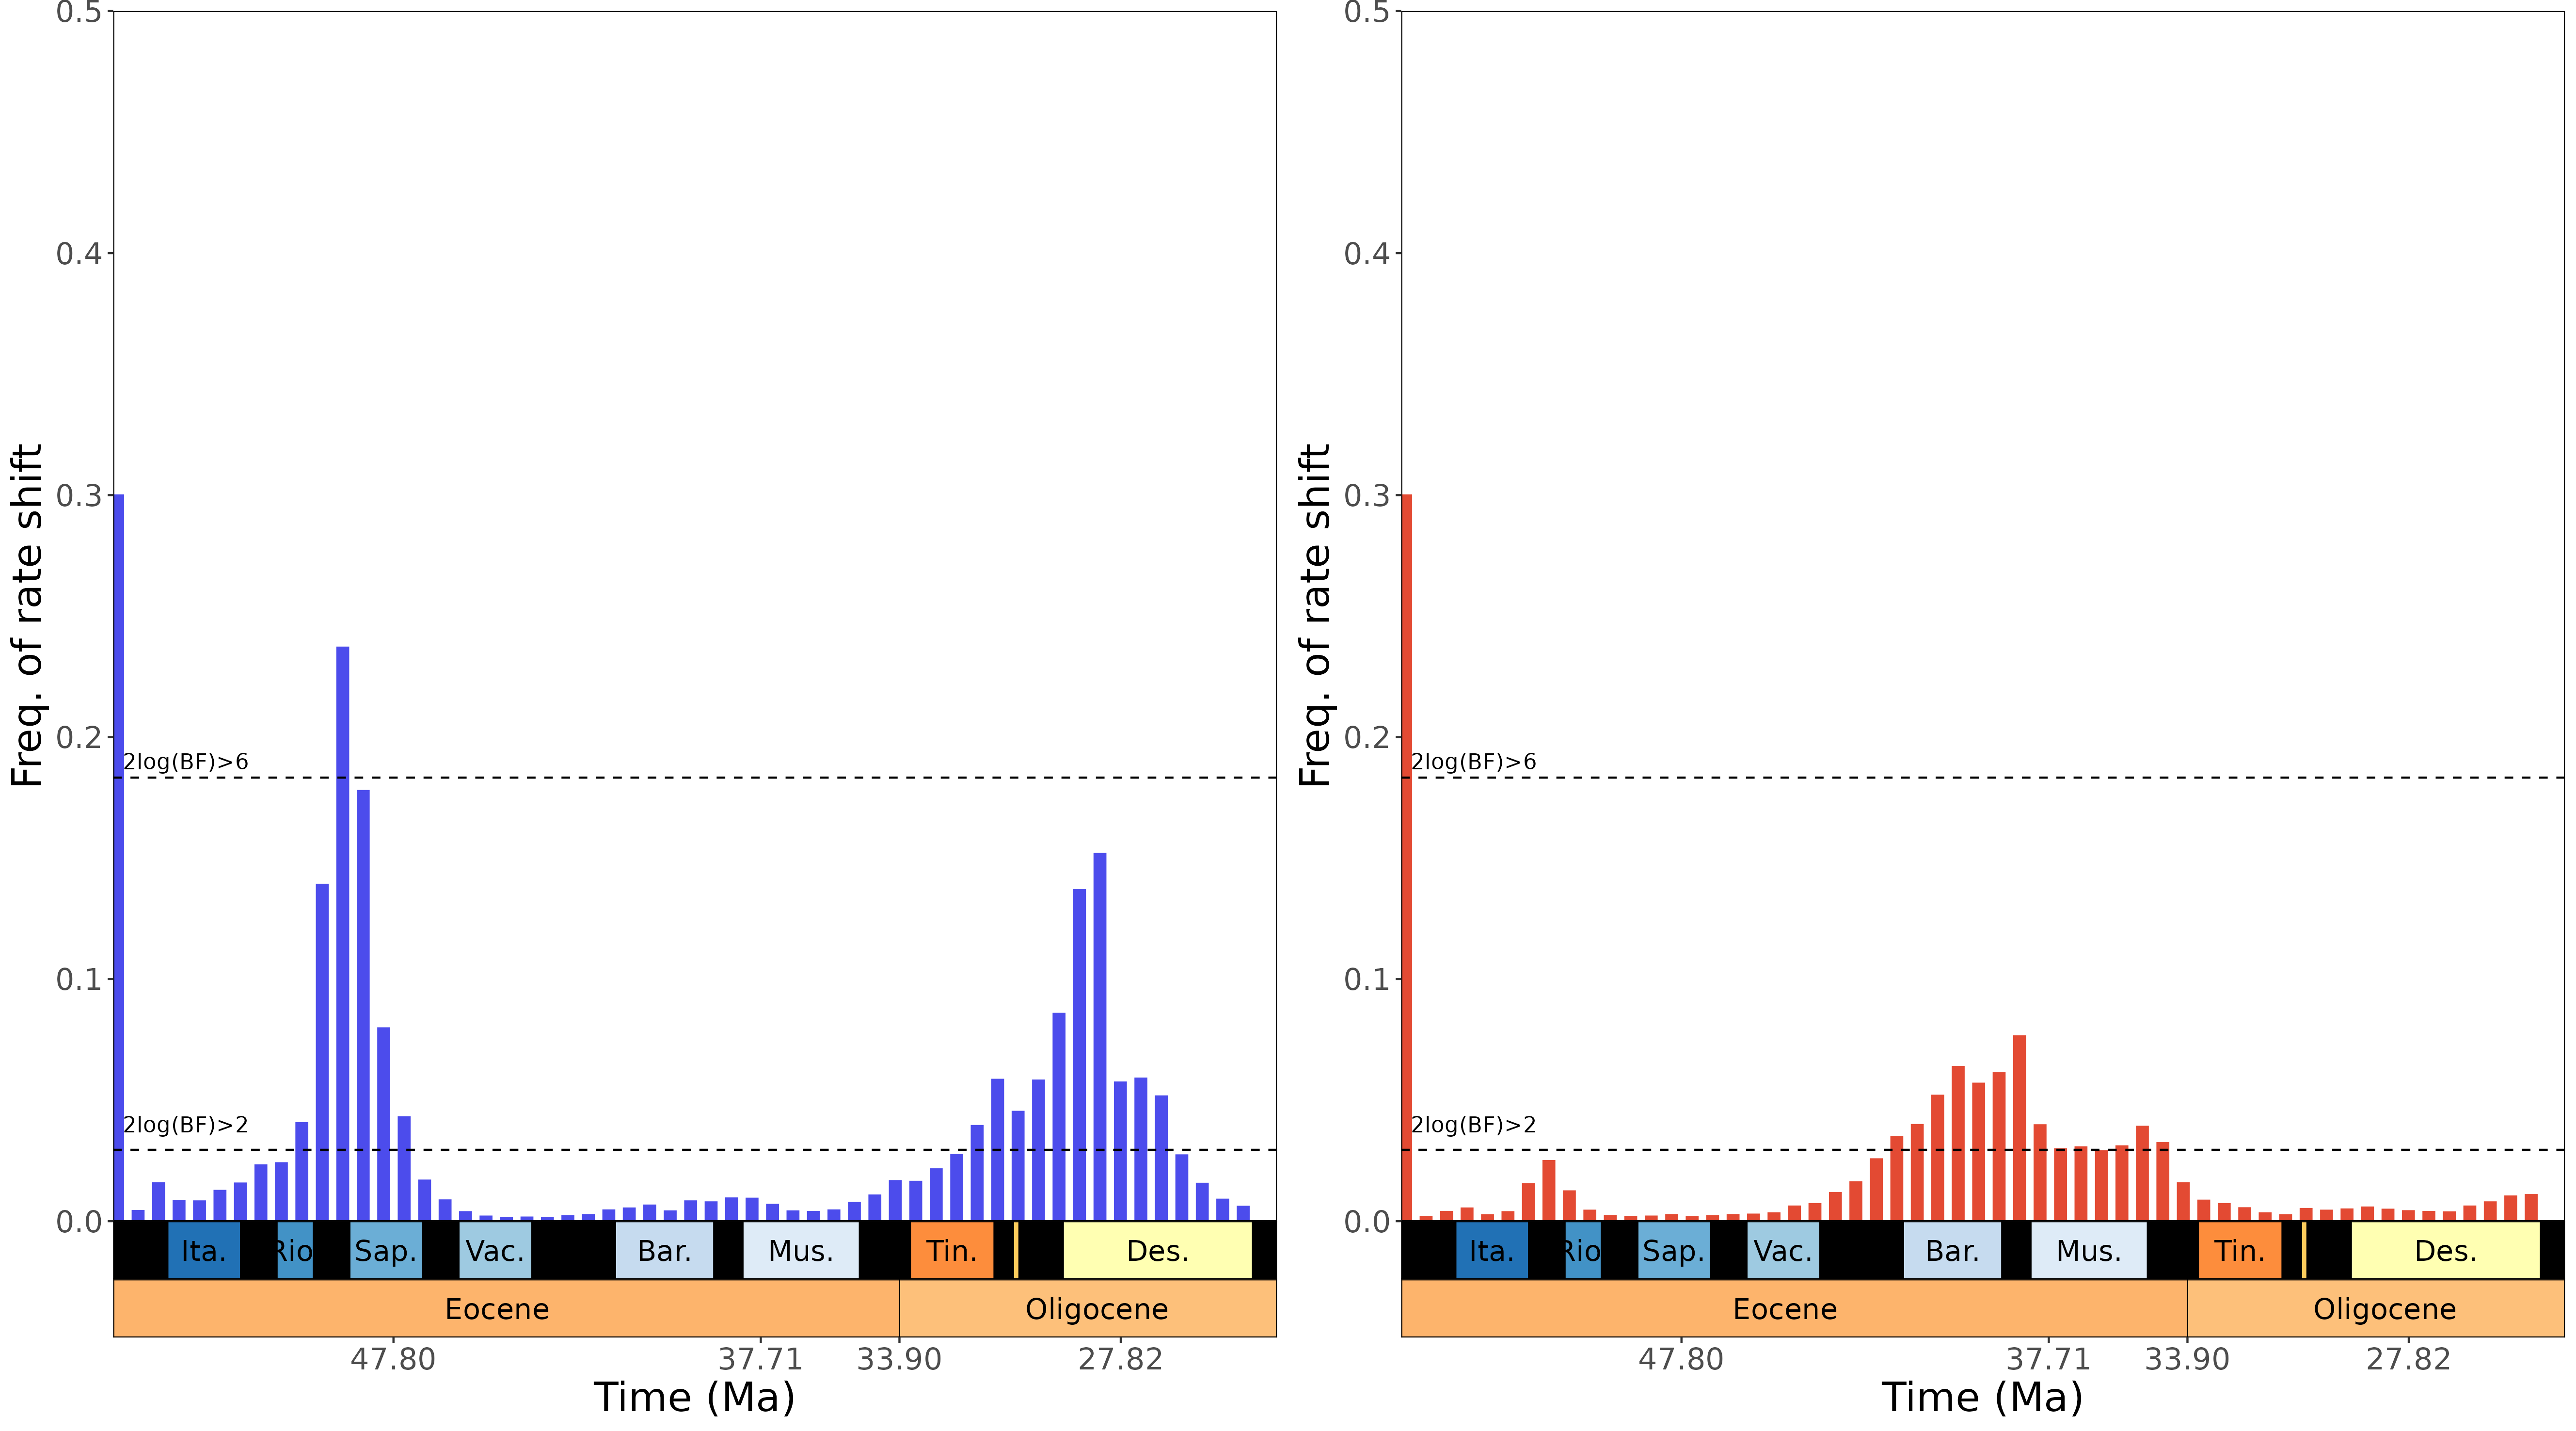 0.5
0.4
0.3
0.2
0.1
0.0
Freq. of rate shift
2log(BF)>6
2log(BF)>2
Ita. Rio Sap. Vac. Bar. Mus. Tin. Des.
Eocene Oligocene
47.80 37.71 33.90 27.82
Time (Ma)
0.5
0.4
0.3
0.2
0.1
0.0
Freq. of rate shift
2log(BF)>6
2log(BF)>2
Ita. Rio Sap. Vac. Bar. Mus. Tin. Des.
Eocene Oligocene
47.80 37.71 33.90 27.82
Time (Ma)